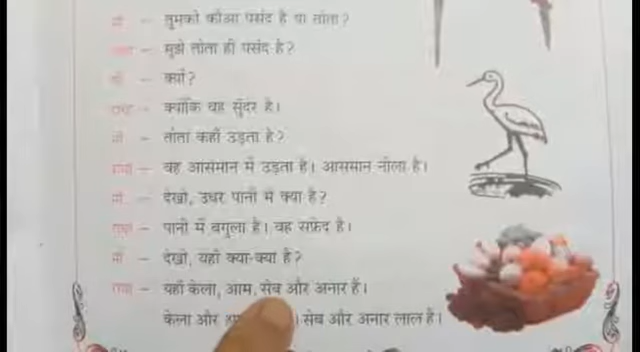 माँ – तुमको कौआ पसंद है या तोता?
राधा – मुझे तोता ही पसंद है?
माँ – क्यों?
राधा – क्योंकि वह सुंदर है।
माँ – तोता कहाँ उड़ता है?
राधा – वह आसमान में उड़ता है। आसमान नीला है।
माँ – देखो, उधर पानी में क्या है?
राधा – पानी में बगुला है। वह सफ़ेद है।
माँ – देखो, यहाँ क्या-क्या है?
राधा – यहाँ केला, आम, सेब और अनार हैं।
केला और सेब और अनार लाल है।